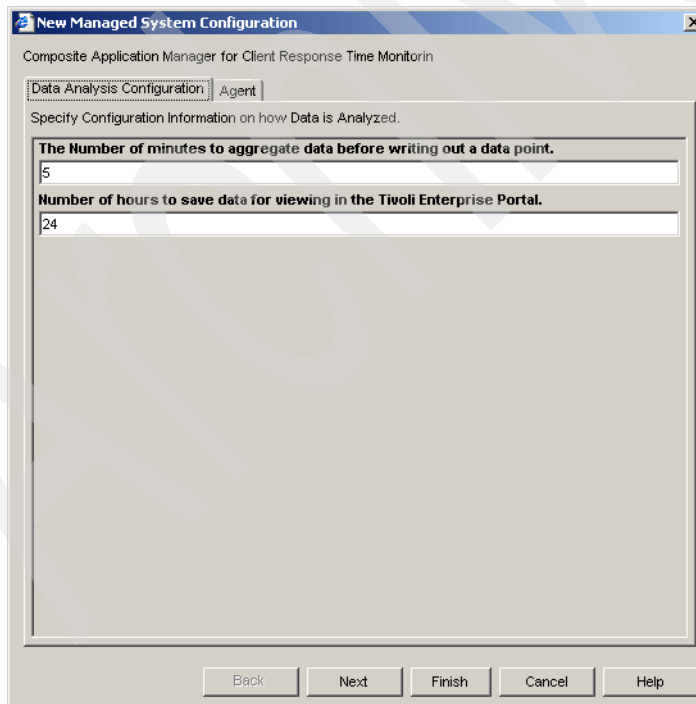 New Managed System Configuration
Composite Application Manager for Client Response Time Monitorin
Data Analysis Configuration Agent
Specify Configuration Information on how Data is Analyzed.
The Number of minutes to aggregate data before writing out a data point.
5
Number of hours to save data for viewing in the Tivoli Enterprise Portal.
24
Back Next Finish Cancel Help